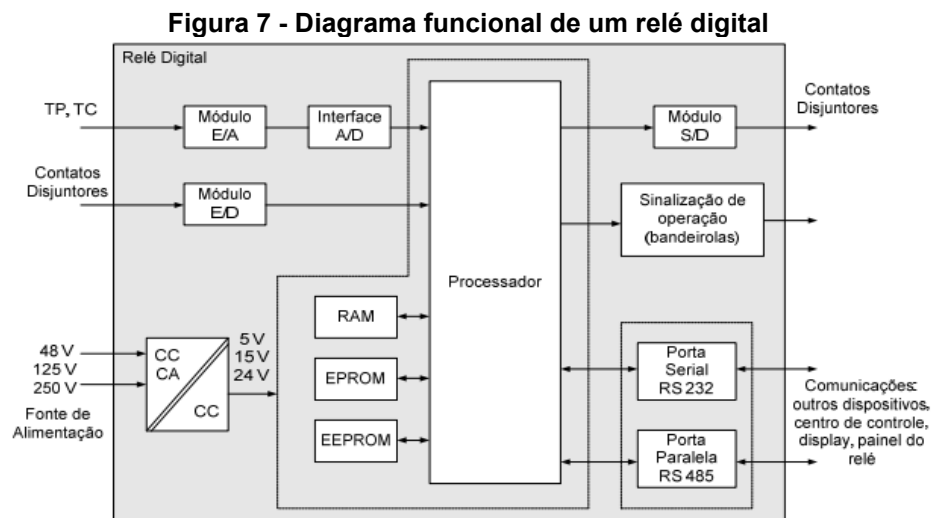 Figura 7 - Diagrama funcional de um relé digital
Relé Digital
TP, TC
Módulo
E/A
Interface
A/D
Módulo
S/D
Contatos
Disjuntores
Contatos
Disjuntores
Módulo
E/D
Sinalização de
operação
(bandeirolas)
Processador
RAM
EPROM
EEPROM
48 V
125 V
250 V
Fonte de
Alimentação
CC
CA
CC
5 V
15 V
24 V
Porta
Serial
RS 232
Porta
Paralela
RS 485
Comunicações:
outros dispositivos,
centro de controle,
display, painel do
relé